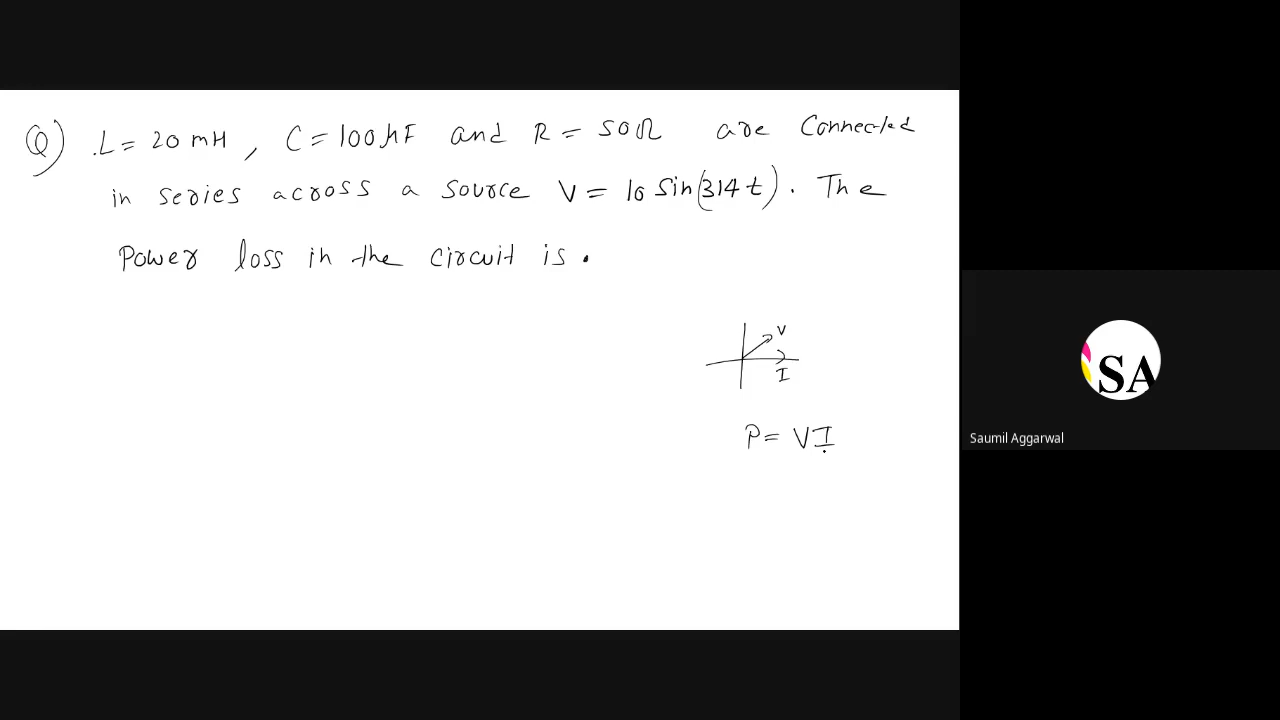 Q) L = 20 mH, C = 100 μF and R = 50Ω are Connected
in series across a source V = 10 Sin(314 t). The
Power loss in the circuit is.
V
I
P = VI
SA
Saumil Aggarwal